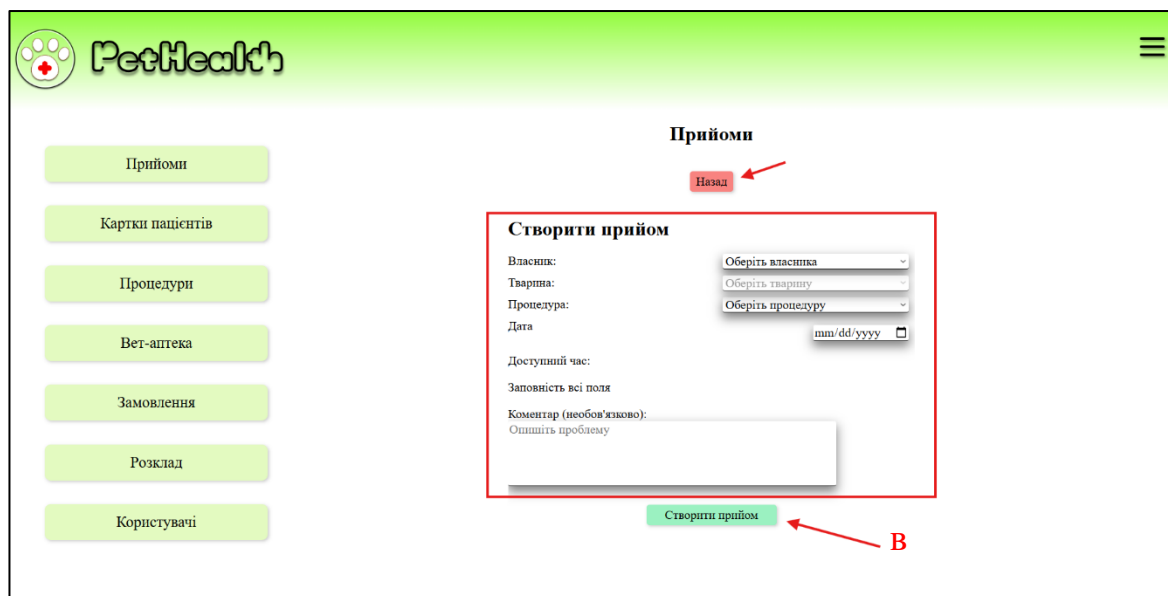 PetHealth
Прийоми
Картки пацієнтів
Процедури
Вет-аптека
Замовлення
Розклад
Користувачі
Прийоми
Назад
Створити прийом
Власник: Оберіть власника
Тварина: Оберіть тварину
Процедура: Оберіть процедуру
Дата mm/dd/yyyy
Доступний час:
Заповність всі поля
Коментар (необов'язково):
Опишіть проблему
Створити прийом
В